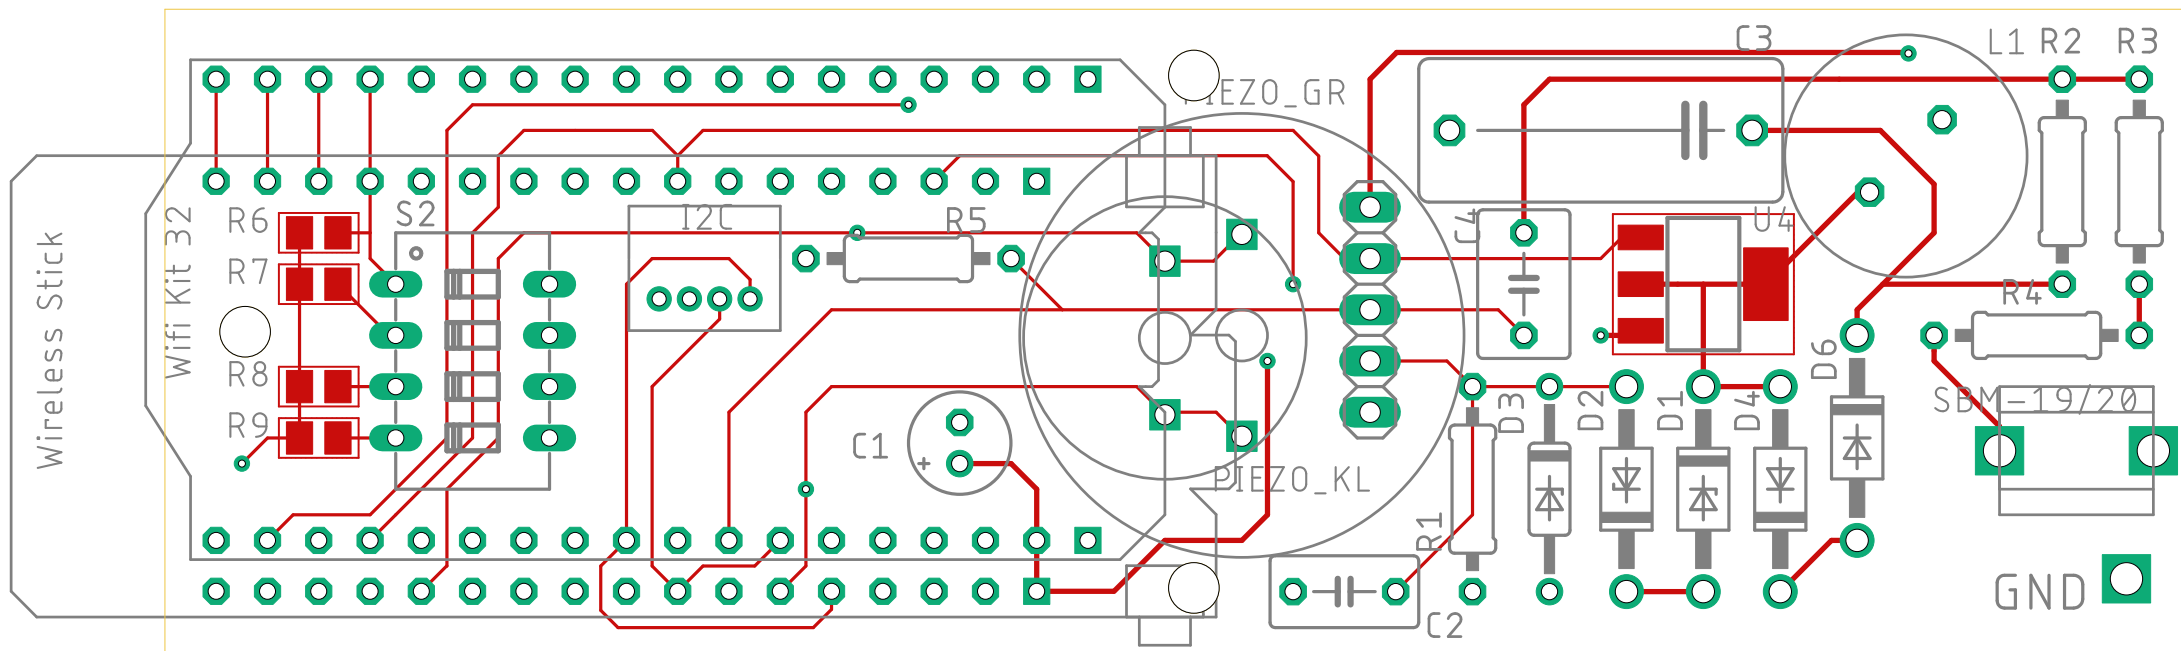 C3
L1
R2
R3
PIEZO_GR
R6
S2
I2C
R5
C4
U4
Wifi Kit 32
Wireless Stick
R7
R4
R8
D6
D3
D2
D1
D4
SBM-19/20
R9
C1
+
PIEZO_KL
R1
C2
GND